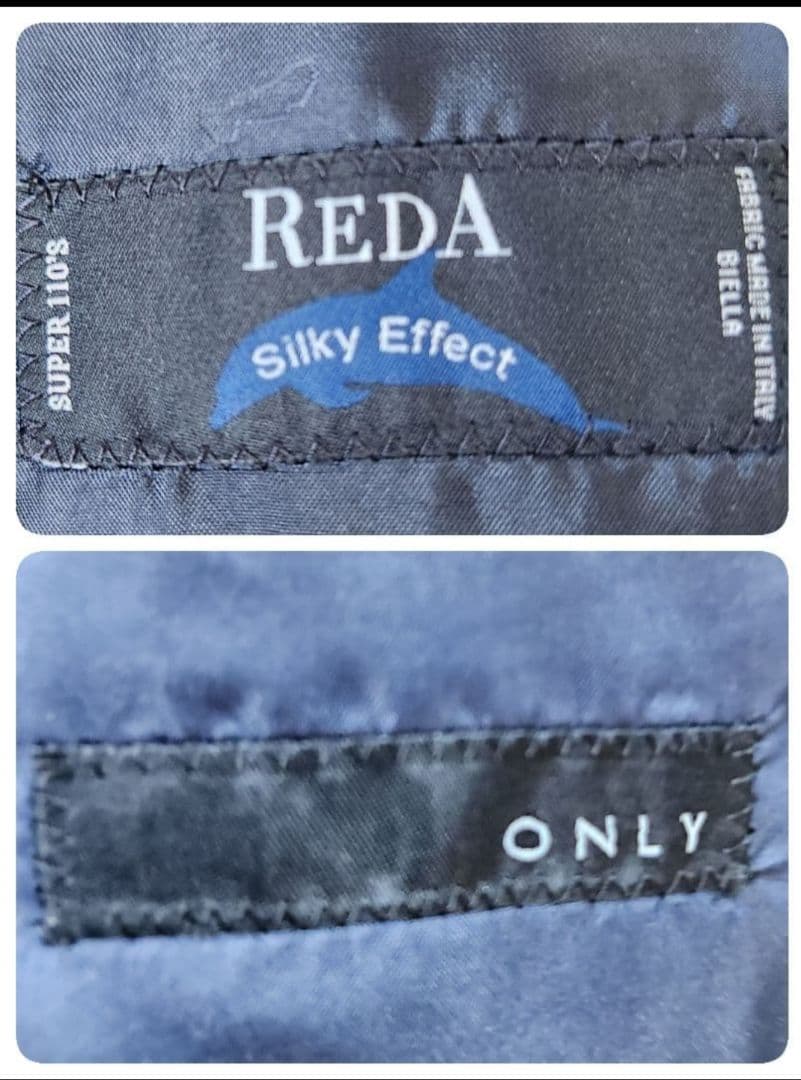 SUPER 110'S
REDA
Silky Effect
FABRIC MADE IN ITALY
BIELLA
ONLY